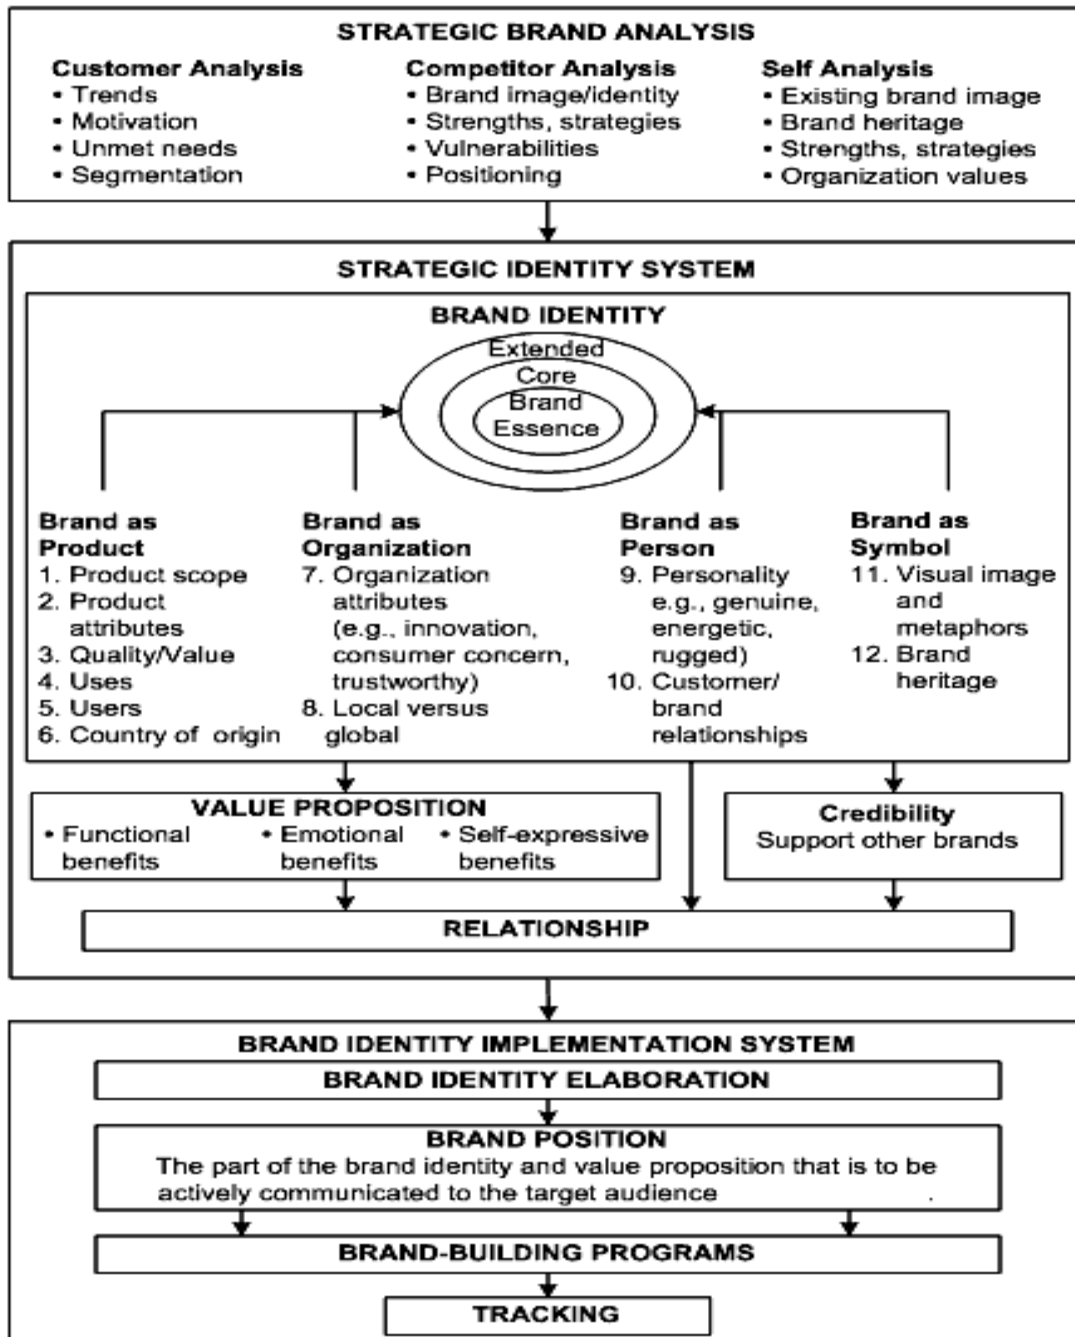 STRATEGIC BRAND ANALYSIS
Customer Analysis
• Trends
• Motivation
• Unmet needs
• Segmentation
Competitor Analysis
• Brand image/identity
• Strengths, strategies
• Vulnerabilities
• Positioning
Self Analysis
• Existing brand image
• Brand heritage
• Strengths, strategies
• Organization values
STRATEGIC IDENTITY SYSTEM
BRAND IDENTITY
Extended
Core
Brand
Essence
Brand as
Product
1. Product scope
2. Product
attributes
3. Quality/Value
4. Uses
5. Users
6. Country of origin
Brand as
Organization
7. Organization
attributes
(e.g., innovation,
consumer concern,
trustworthy)
8. Local versus
global
Brand as
Person
9. Personality
e.g., genuine,
energetic,
rugged)
10. Customer/
brand
relationships
Brand as
Symbol
11. Visual image
and
metaphors
12. Brand
heritage
VALUE PROPOSITION
• Functional
benefits
• Emotional
benefits
• Self-expressive
benefits
Credibility
Support other brands
RELATIONSHIP
BRAND IDENTITY IMPLEMENTATION SYSTEM
BRAND IDENTITY ELABORATION
BRAND POSITION
The part of the brand identity and value proposition that is to be
actively communicated to the target audience .
BRAND-BUILDING PROGRAMS
TRACKING